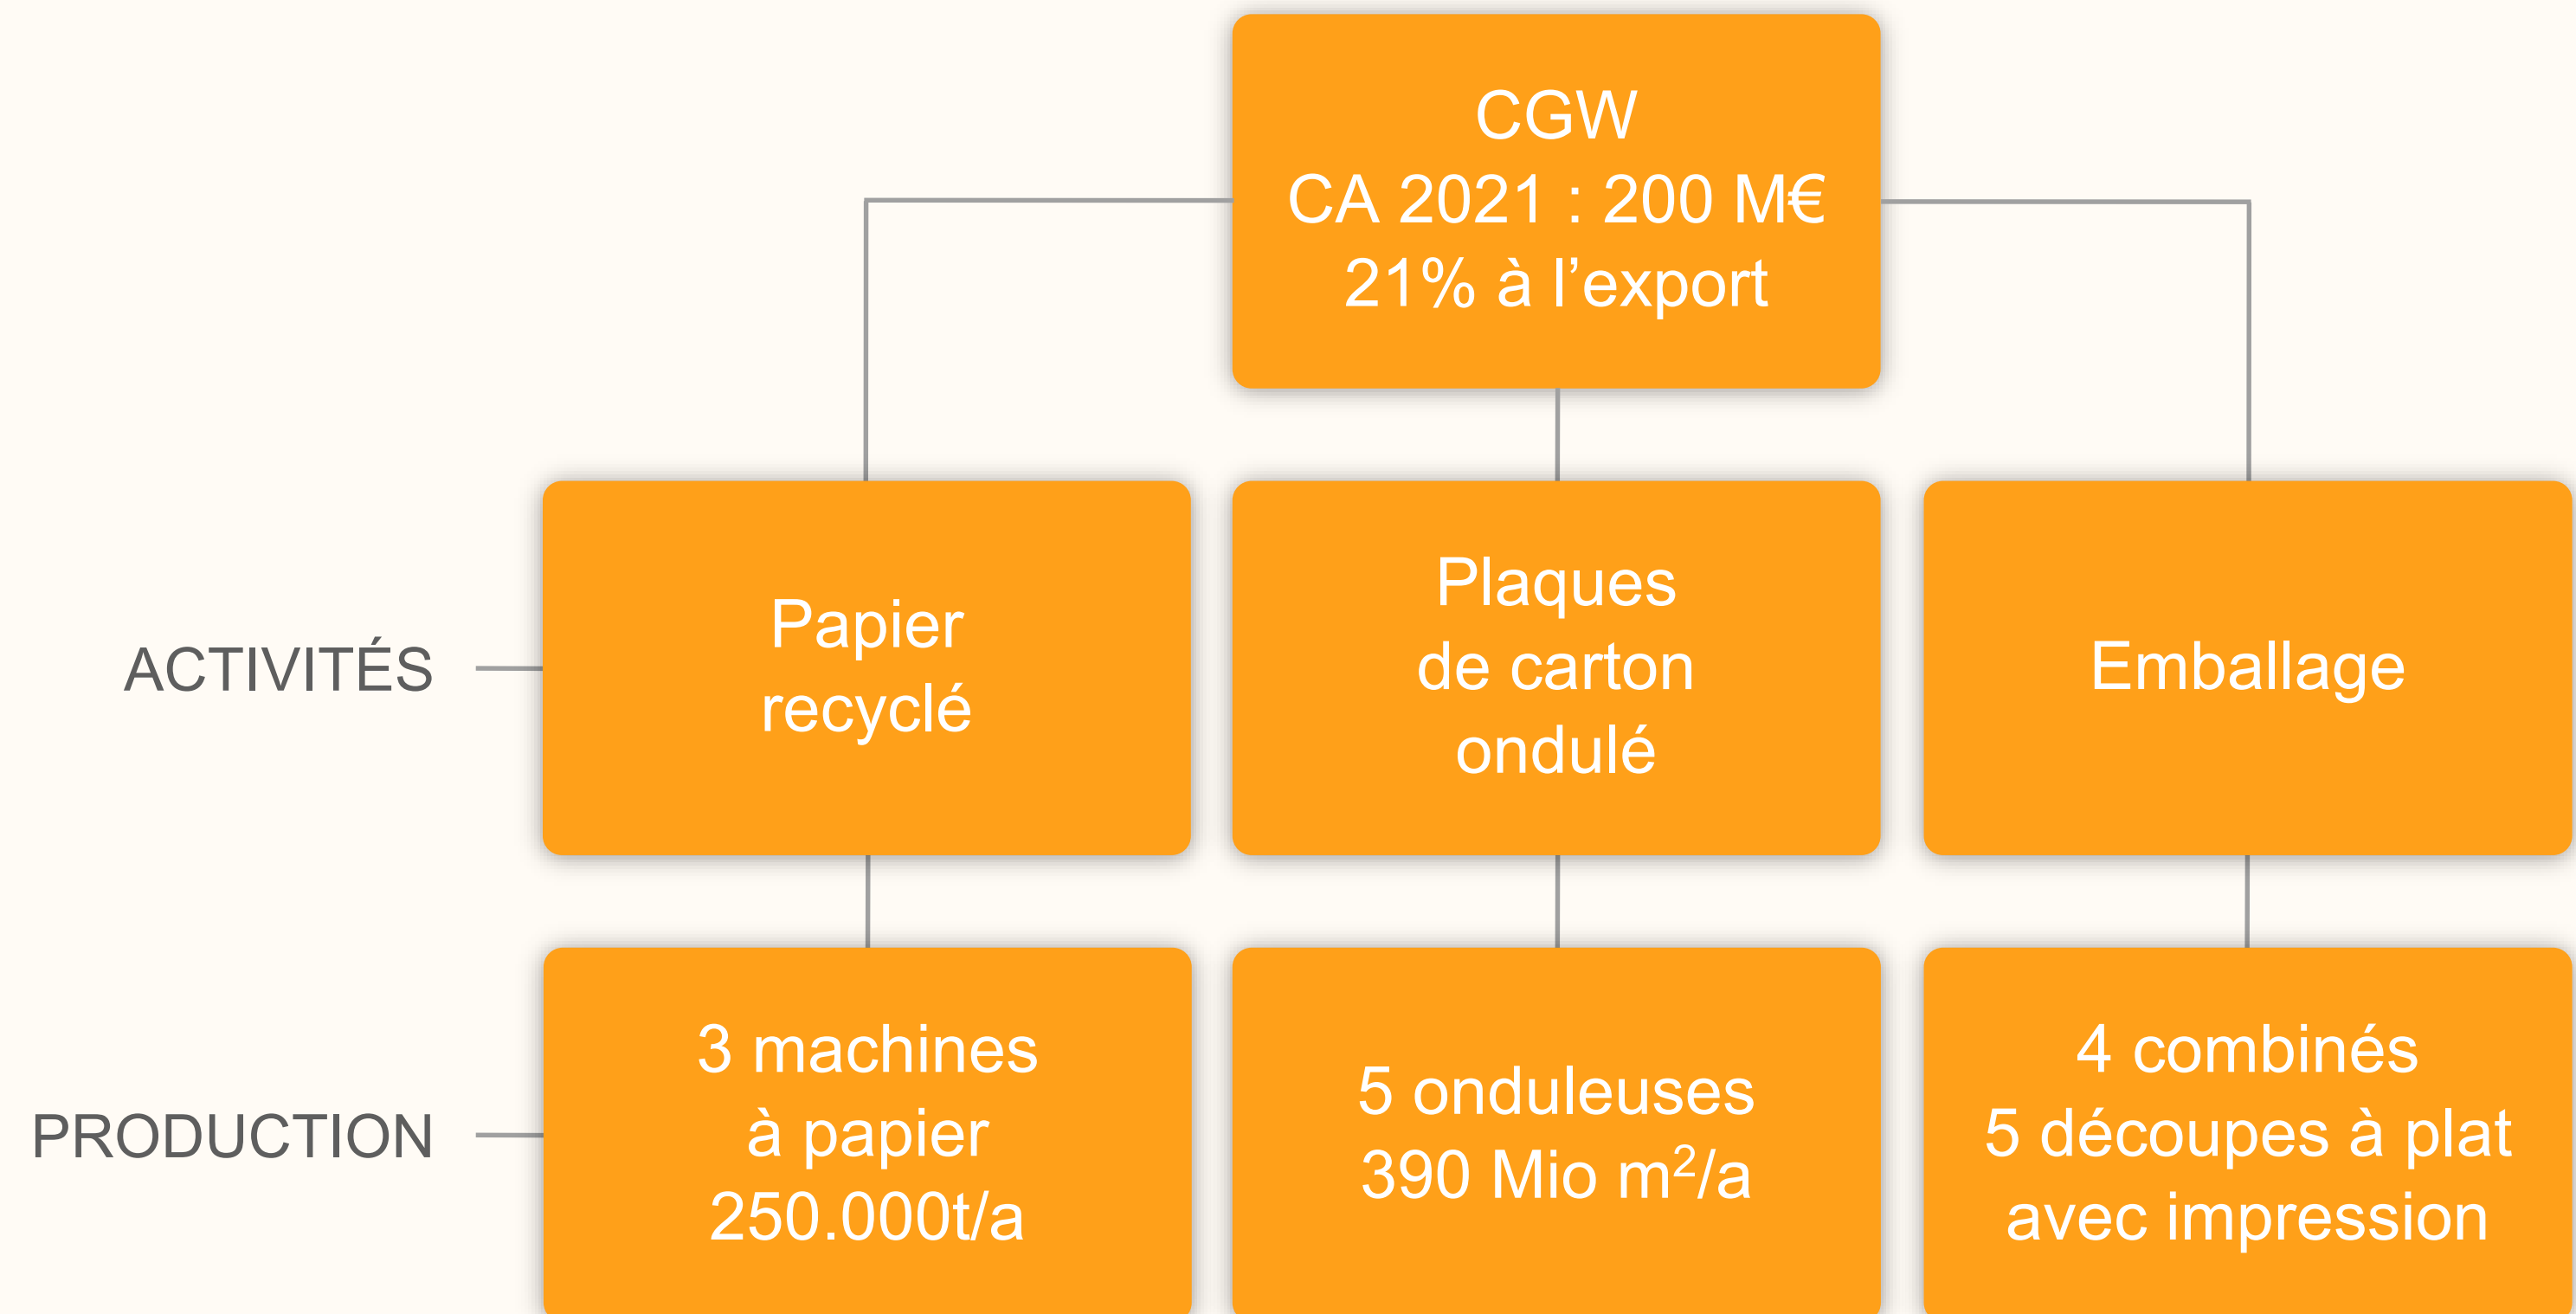 CGW
CA 2021 : 200 M€
21% à l’export
ACTIVITÉS
Papier
recyclé
Plaques
de carton
ondulé
Emballage
PRODUCTION
3 machines
à papier
250.000t/a
5 onduleuses
390 Mio m²/a
4 combinés
5 découpes à plat
avec impression